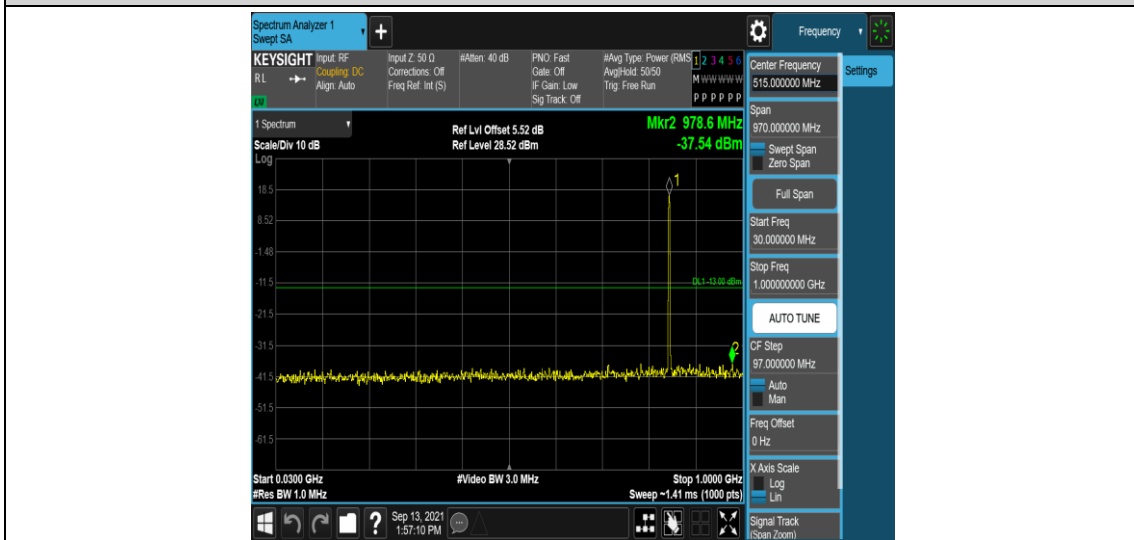 Spectrum Analyzer 1
Swept SA
+
Frequency
KEYSIGHT
RL
LXI
Input: RF
Coupling: DC
Align: Auto
Input Z: 50 Ω
Corrections: Off
Freq Ref: Int (S)
#Atten: 40 dB
PNO: Fast
Gate: Off
IF Gain: Low
Sig Track: Off
#Avg Type: Power (RMS
Avg|Hold: 50/50
Trig: Free Run
1 2 3 4 5 6
M W W W W W
P P P P P P
1 Spectrum
Scale/Div 10 dB
Ref Lvl Offset 5.52 dB
Ref Level 28.52 dBm
Mkr2 978.6 MHz
-37.54 dBm
Log
18.5
8.52
-1.48
-11.5
-21.5
-31.5
-41.5
-51.5
-61.5
1
DL1 -13.00 dBm
2
Start 0.0300 GHz
#Res BW 1.0 MHz
#Video BW 3.0 MHz
Stop 1.0000 GHz
Sweep ~1.41 ms (1000 pts)
Center Frequency
515.000000 MHz
Settings
Span
970.000000 MHz
Swept Span
Zero Span
Full Span
Start Freq
30.000000 MHz
Stop Freq
1.000000000 GHz
AUTO TUNE
CF Step
97.000000 MHz
Auto
Man
Freq Offset
0 Hz
X Axis Scale
Log
Lin
Signal Track
(Span Zoom)
?
Sep 13, 2021
1:57:10 PM